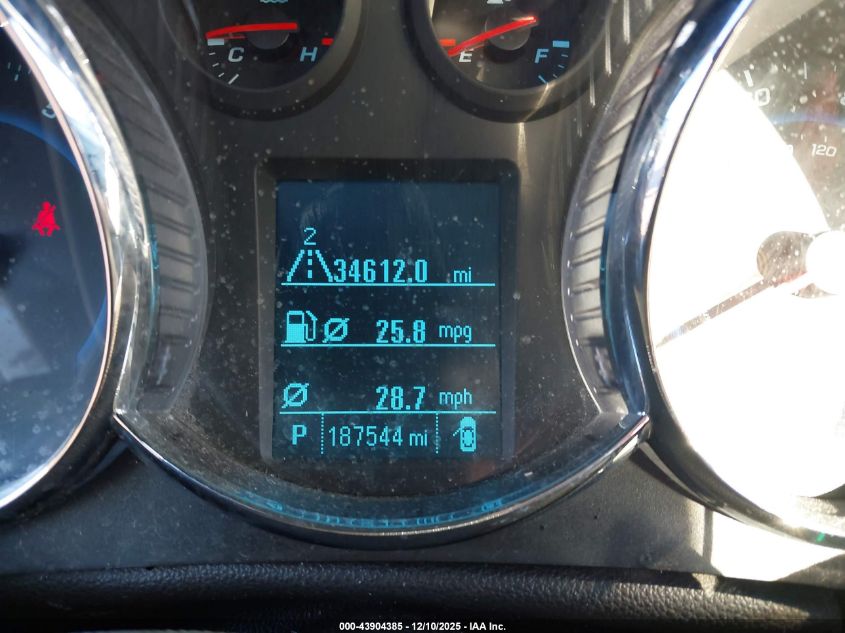 C H
E F
120
2
34612.0 mi
25.8 mpg
28.7 mph
P 187544 mi
000-43904385 - 12/10/2025 - IAA Inc.